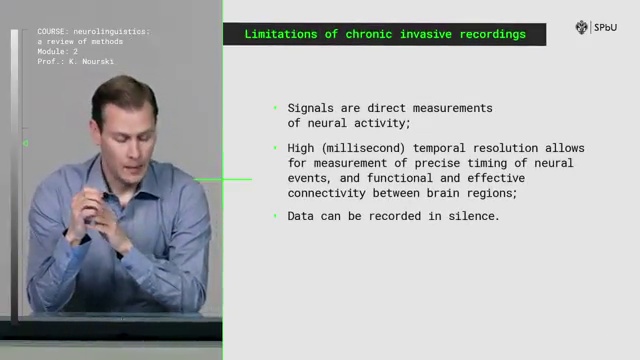 COURSE: neurolinguistics:
a review of methods
Module: 2
Prof.: K. Nourski
Limitations of chronic invasive recordings
SPbU
Signals are direct measurements
of neural activity;
High (millisecond) temporal resolution allows
for measurement of precise timing of neural
events, and functional and effective
connectivity between brain regions;
Data can be recorded in silence.